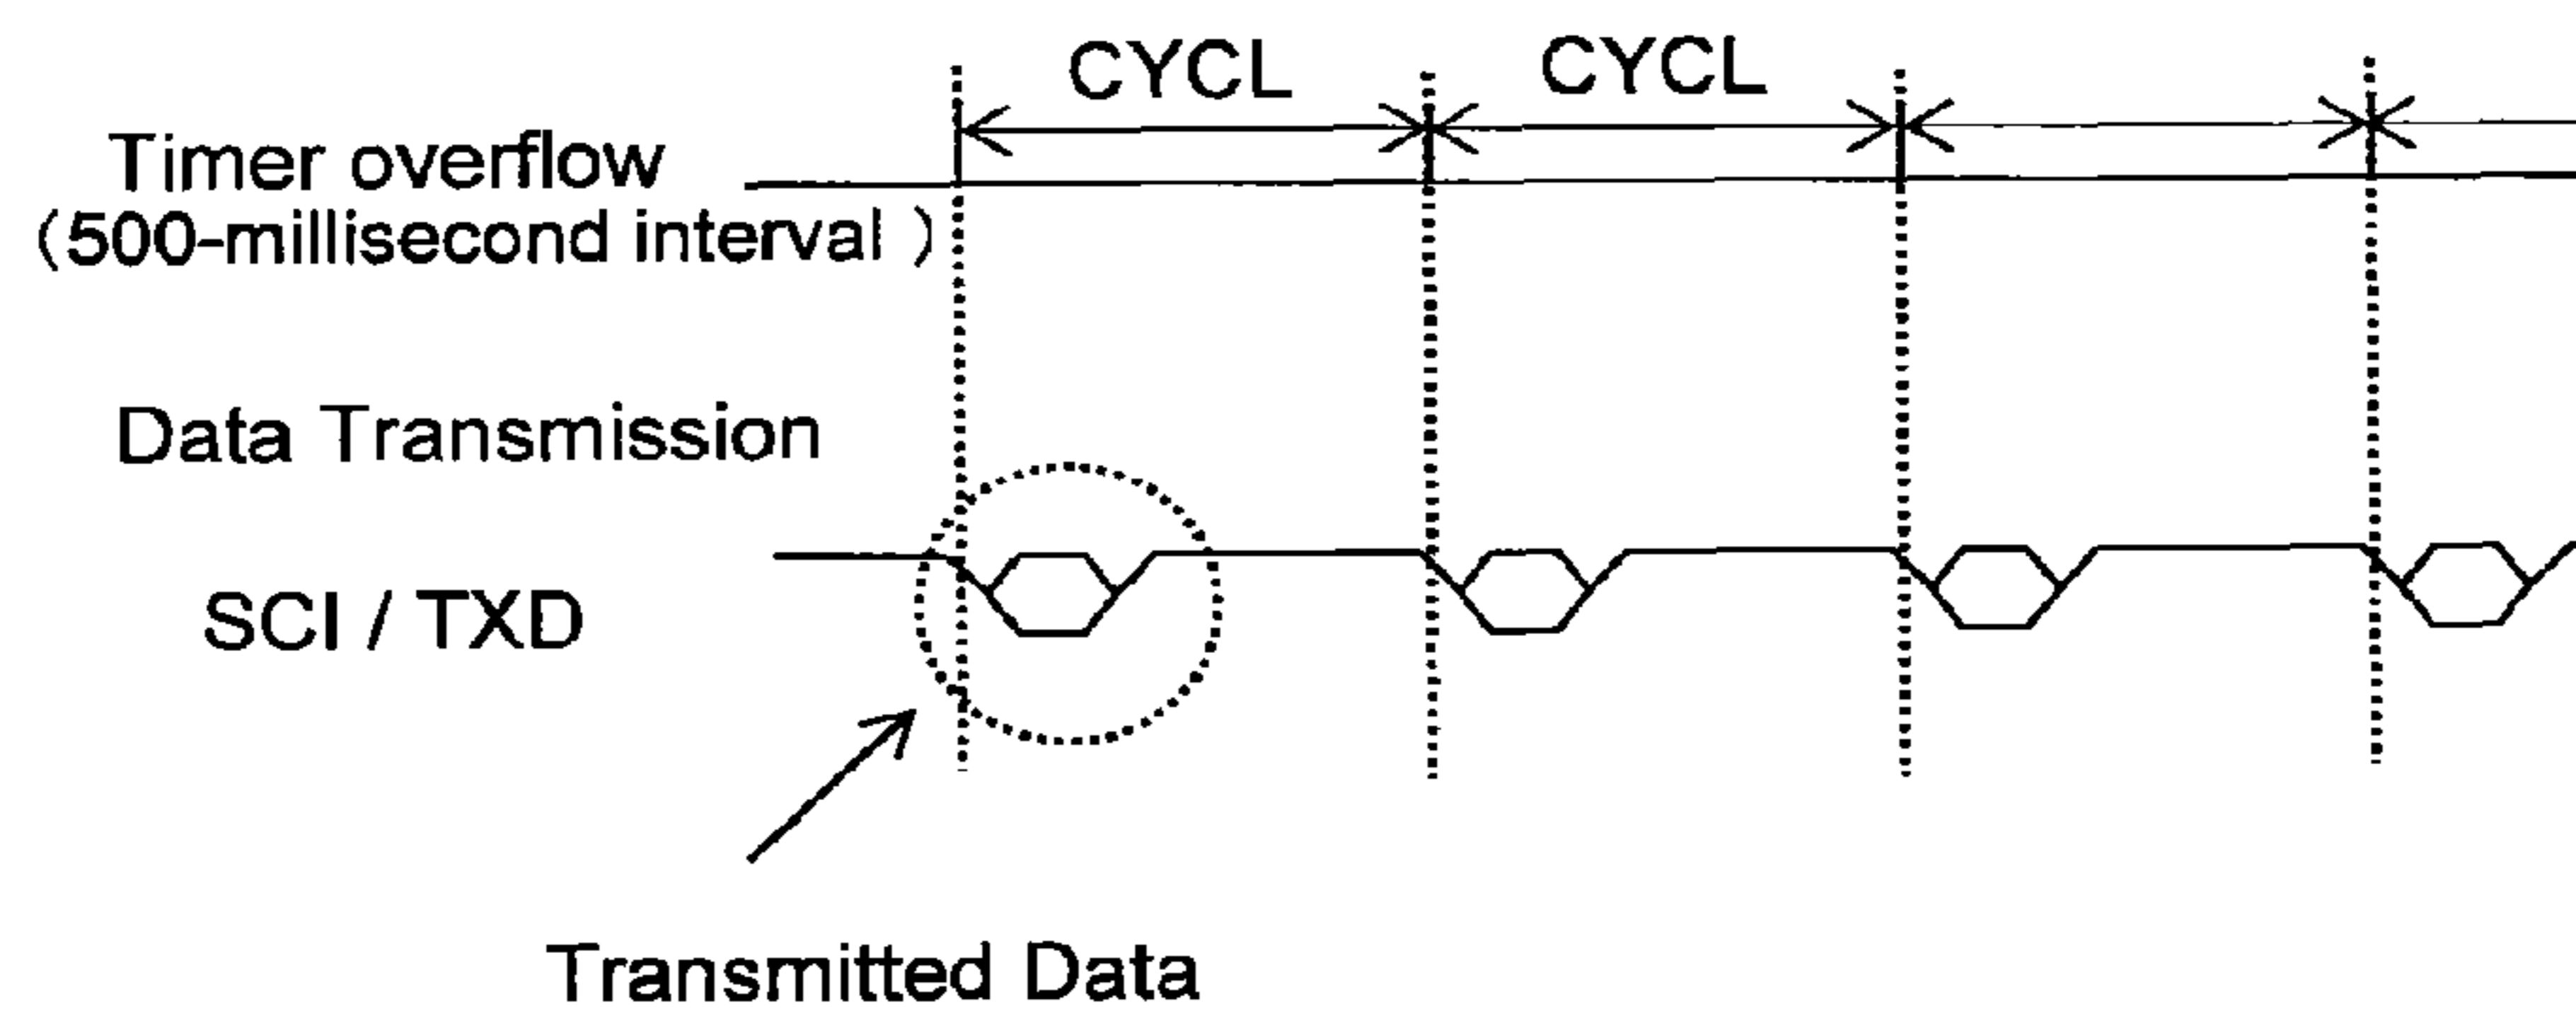 CYCL CYCL
Timer overflow
(500-millisecond interval )
Data Transmission
SCI / TXD
Transmitted Data